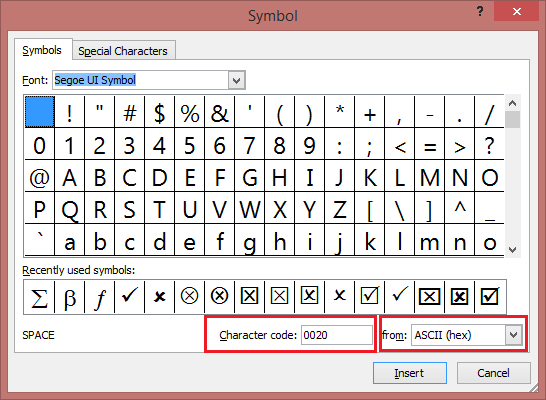 Symbol
? ×
Symbols Special Characters
Font: Segoe UI Symbol
! " # $ % & ' ( ) * + , - . /
0 1 2 3 4 5 6 7 8 9 : ; < = > ?
@ A B C D E F G H I J K L M N O
P Q R S T U V W X Y Z [ \ ] ^ _
` a b c d e f g h i j k l m n o
Recently used symbols:
Σ β ƒ ✓ 🗴 ⮾ ⮿ ☒ ☒ ☒ 🗴 ☑ ✓ ☒ ☒ ☑
SPACE Character code: 0020 from: ASCII (hex)
Insert Cancel